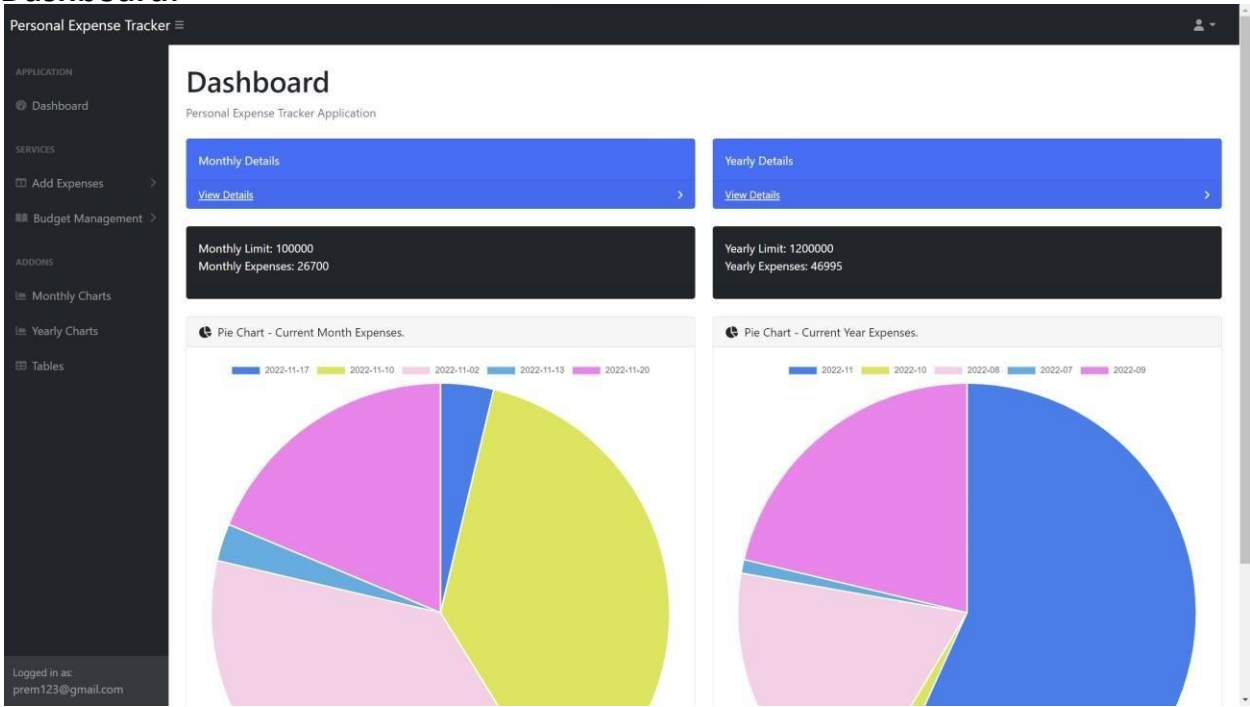 Dashboard:
Personal Expense Tracker
APPLICATION
Dashboard
SERVICES
Add Expenses
Budget Management
ADDONS
Monthly Charts
Yearly Charts
Tables
Logged in as:
prem123@gmail.com
Dashboard
Personal Expense Tracker Application
Monthly Details
View Details
Yearly Details
View Details
Monthly Limit: 100000
Monthly Expenses: 26700
Yearly Limit: 1200000
Yearly Expenses: 46995
Pie Chart - Current Month Expenses.
2022-11-17 2022-11-10 2022-11-02 2022-11-13 2022-11-20
Pie Chart - Current Year Expenses.
2022-11 2022-10 2022-08 2022-07 2022-09